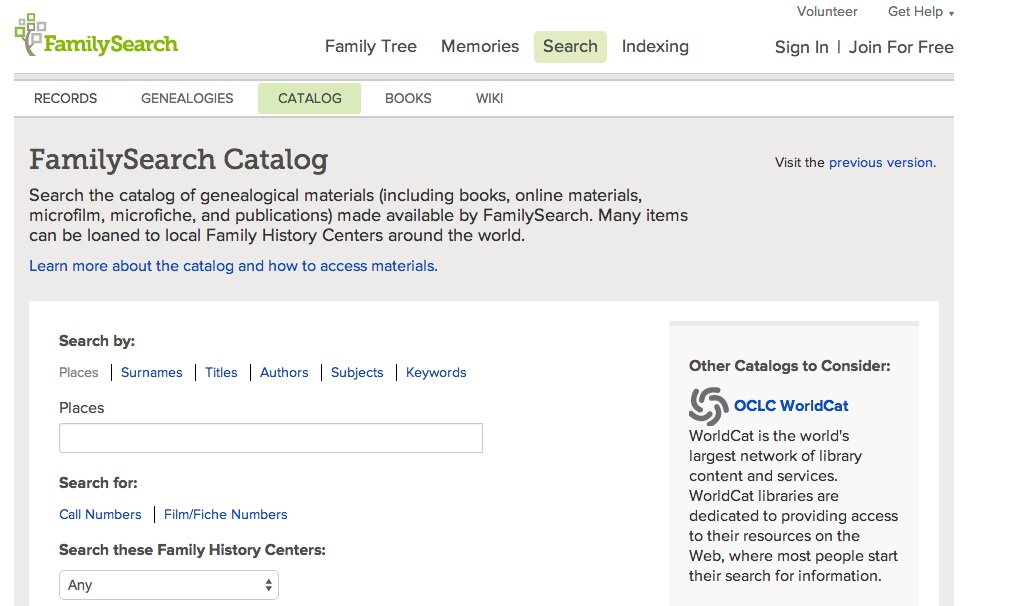 Volunteer Get Help
FamilySearch
Family Tree Memories Search Indexing Sign In | Join For Free
RECORDS GENEALOGIES CATALOG BOOKS WIKI
FamilySearch Catalog
Visit the previous version.
Search the catalog of genealogical materials (including books, online materials,
microfilm, microfiche, and publications) made available by FamilySearch. Many items
can be loaned to local Family History Centers around the world.
Learn more about the catalog and how to access materials.
Search by:
Places | Surnames | Titles | Authors | Subjects | Keywords
Places
Search for:
Call Numbers | Film/Fiche Numbers
Search these Family History Centers:
Any
Other Catalogs to Consider:
OCLC WorldCat
WorldCat is the world's
largest network of library
content and services.
WorldCat libraries are
dedicated to providing access
to their resources on the
Web, where most people start
their search for information.